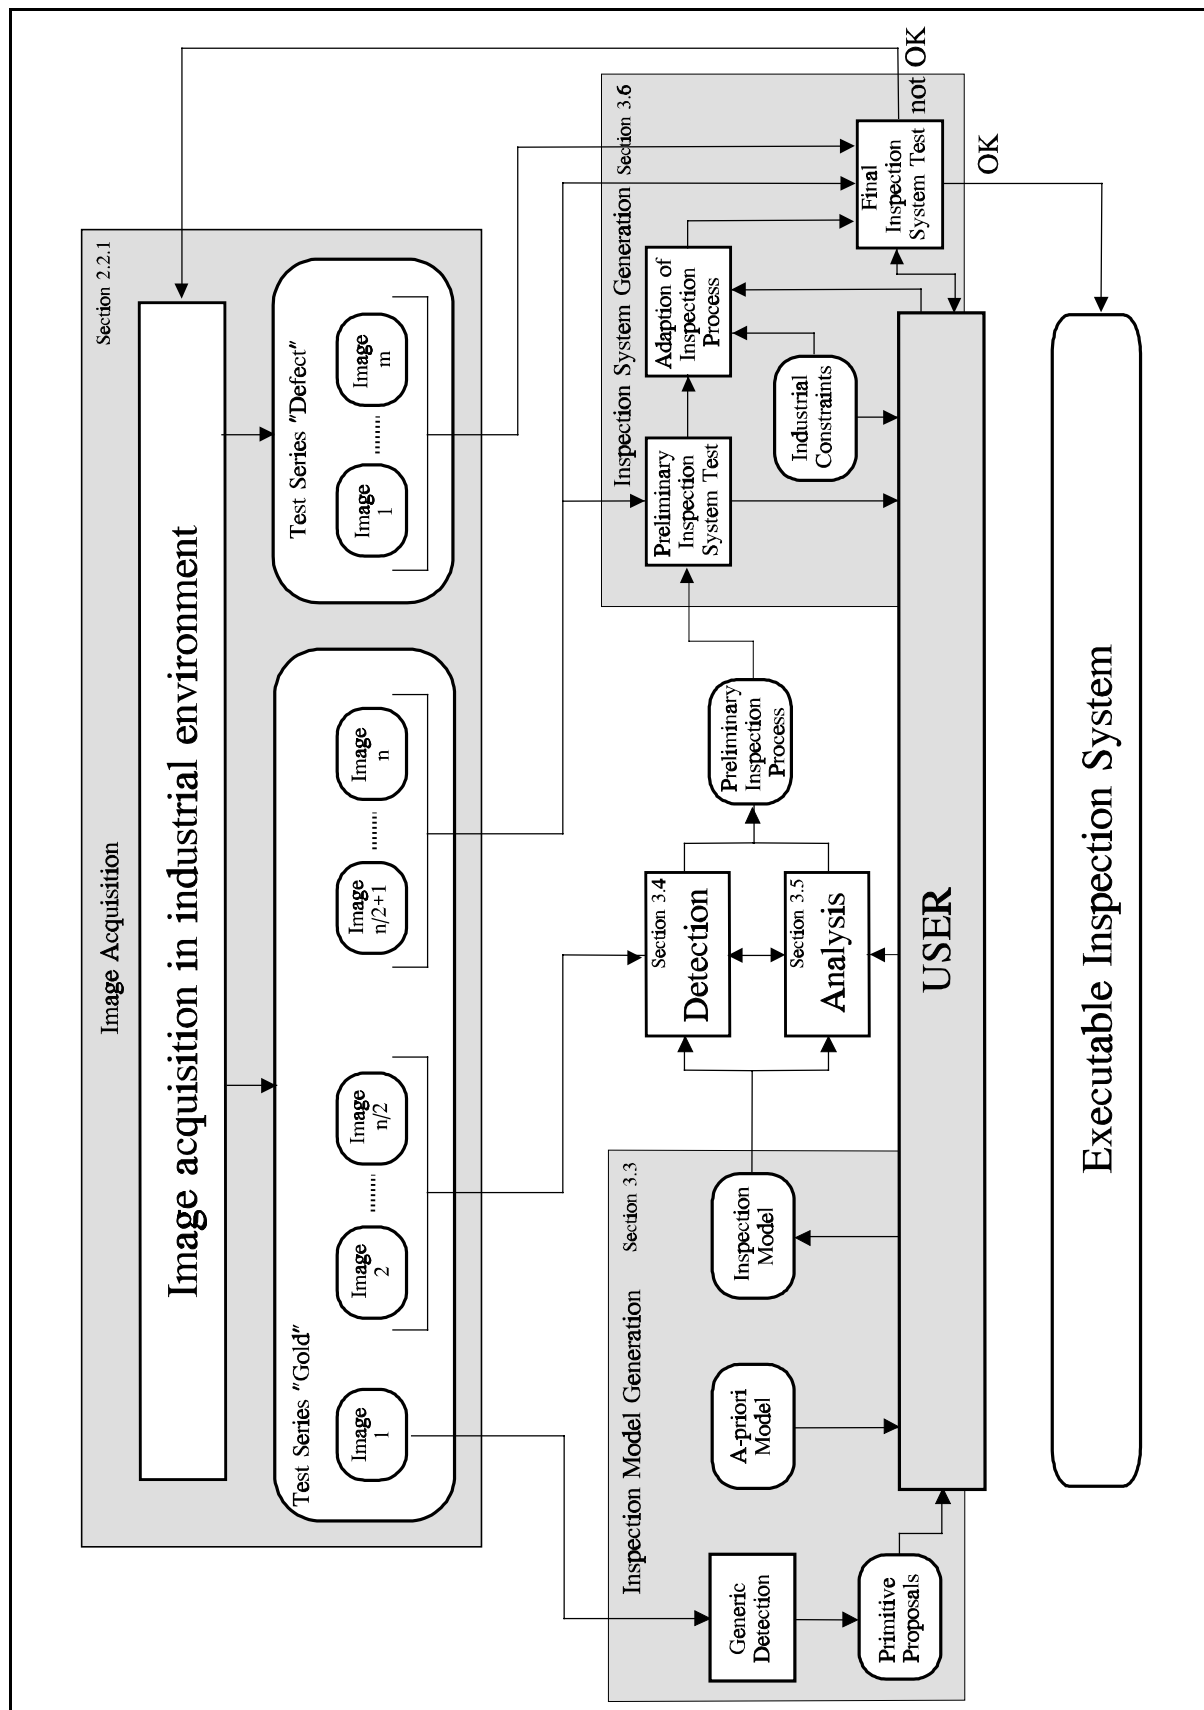 Image Acquisition
Section 2.2.1
Image acquisition in industrial environment
Test Series "Gold"
Image
1
Image
2
Image
n/2
Image
n/2+1
Image
n
Test Series "Defect"
Image
1
Image
m
Inspection Model Generation
Section 3.3
Generic
Detection
Primitive
Proposals
A-priori
Model
Inspection
Model
Section 3.4
Detection
Section 3.5
Analysis
Preliminary
Inspection
Process
Inspection System Generation
Section 3.6
Preliminary
Inspection
System Test
Adaption of
Inspection
Process
Industrial
Constraints
Final
Inspection
System Test
not OK
OK
USER
Executable Inspection System